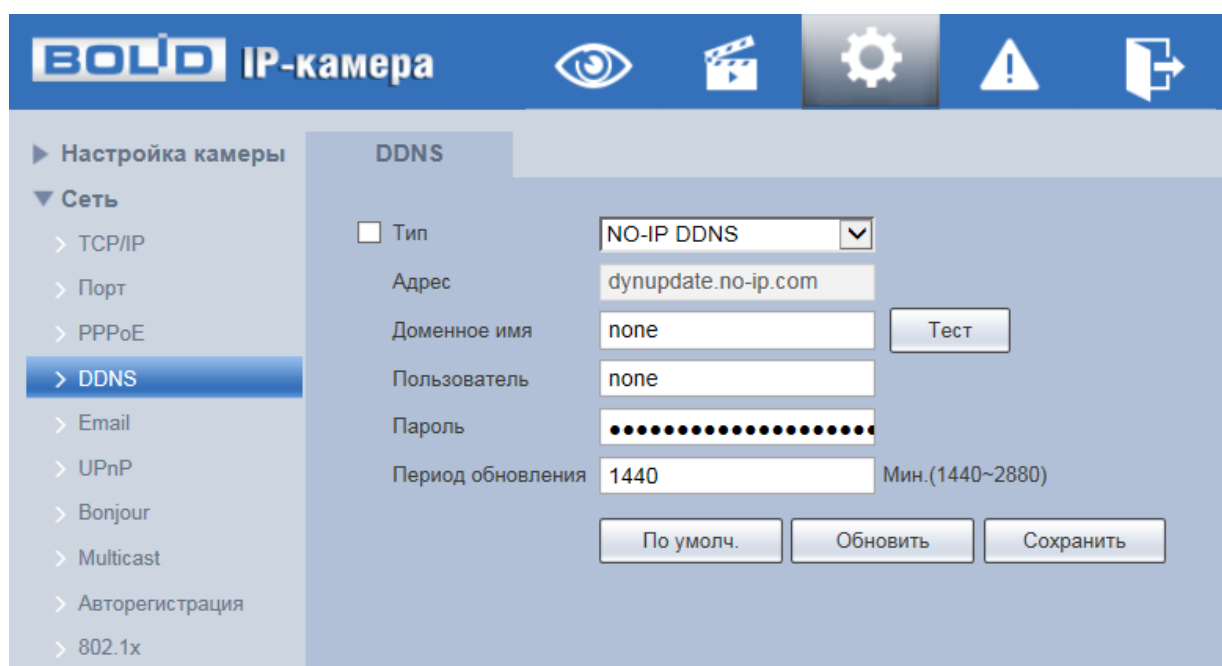 BOLID IP-камера
Настройка камеры
Сеть
TCP/IP
Порт
PPPoE
DDNS
Email
UPnP
Bonjour
Multicast
Авторегистрация
802.1x
DDNS
Тип NO-IP DDNS
Адрес dynupdate.no-ip.com
Доменное имя none Тест
Пользователь none
Пароль
Период обновления 1440 Мин.(1440~2880)
По умолч. Обновить Сохранить